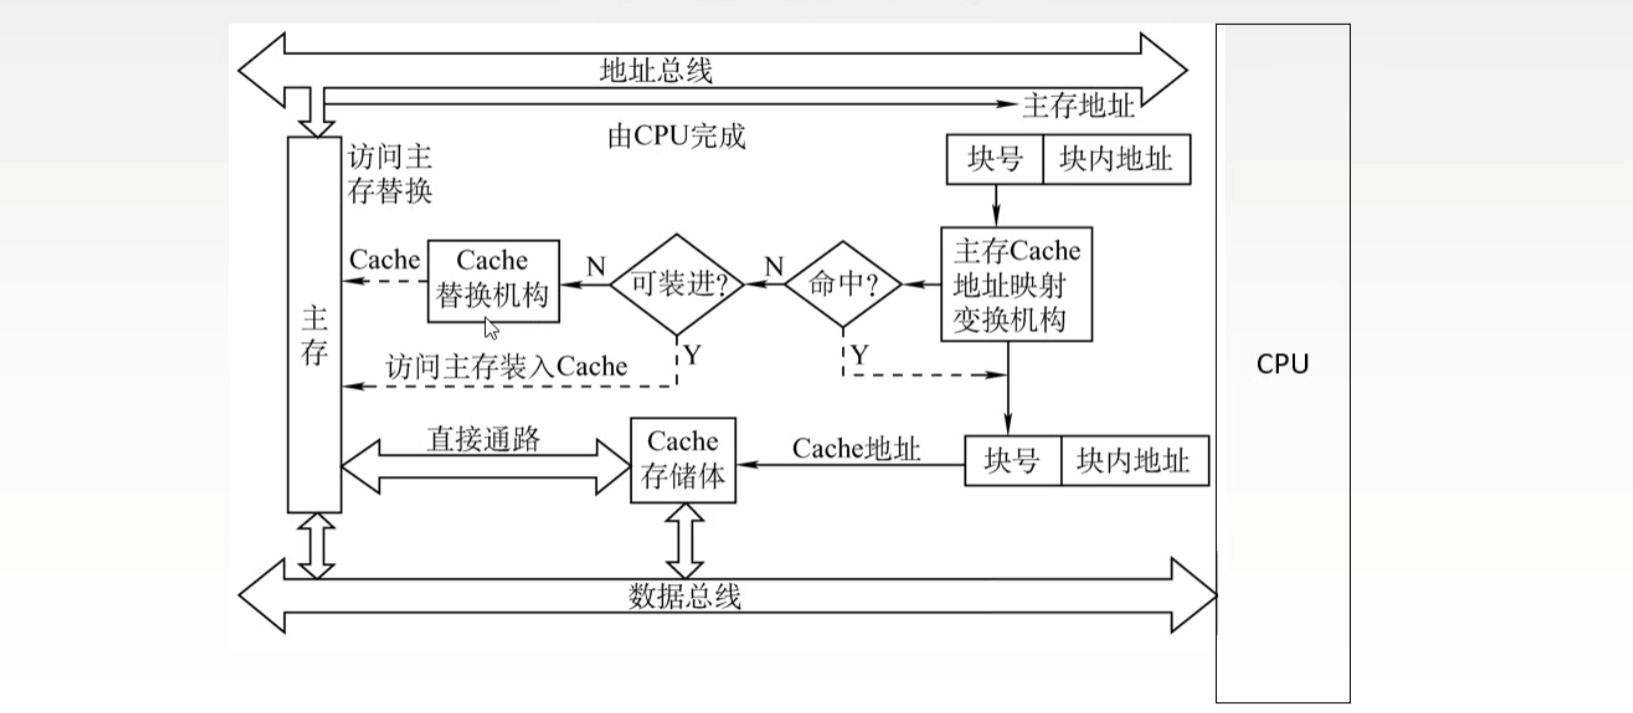 地址总线
主存地址
由CPU完成
访问主
存替换
块号
块内地址
Cache
Cache
替换机构
N
可装进?
N
命中?
主存Cache
地址映射
变换机构
主
存
Y
Y
访问主存装入Cache
CPU
直接通路
Cache
存储体
Cache地址
块号
块内地址
数据总线